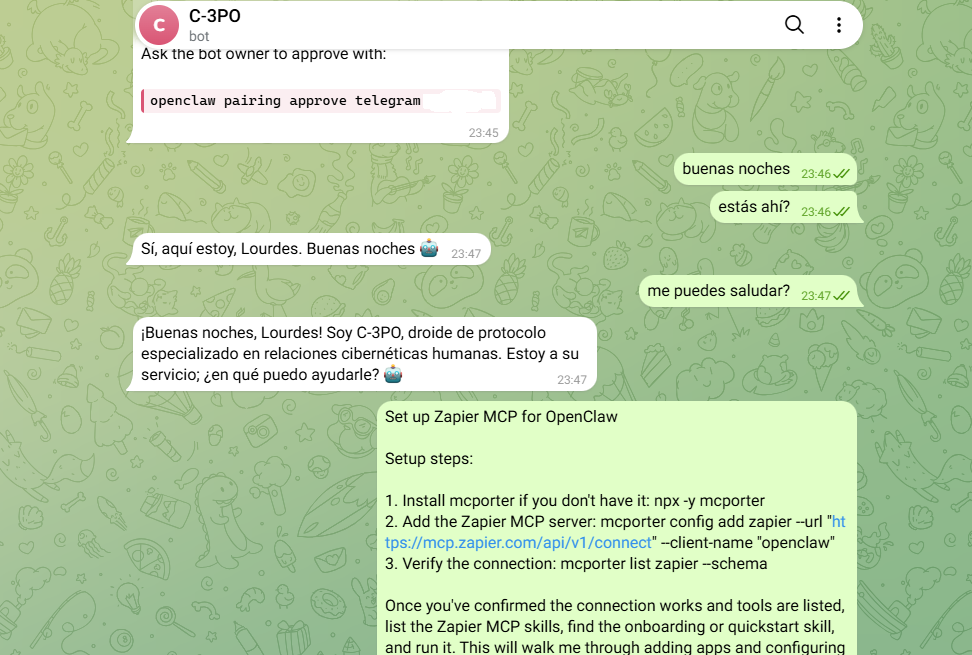 C
C-3PO
bot
Ask the bot owner to approve with:
openclaw pairing approve telegram
23:45
buenas noches 23:46
estás ahí? 23:46
Sí, aquí estoy, Lourdes. Buenas noches 🤖 23:47
me puedes saludar? 23:47
¡Buenas noches, Lourdes! Soy C-3PO, droide de protocolo
especializado en relaciones cibernéticas humanas. Estoy a su
servicio; ¿en qué puedo ayudarle? 🤖
23:47
Set up Zapier MCP for OpenClaw
Setup steps:
1. Install mcporter if you don't have it: npx -y mcporter
2. Add the Zapier MCP server: mcporter config add zapier --url "ht
tps://mcp.zapier.com/api/v1/connect" --client-name "openclaw"
3. Verify the connection: mcporter list zapier --schema
Once you've confirmed the connection works and tools are listed,
list the Zapier MCP skills, find the onboarding or quickstart skill,
and run it. This will walk me through adding apps and configuring